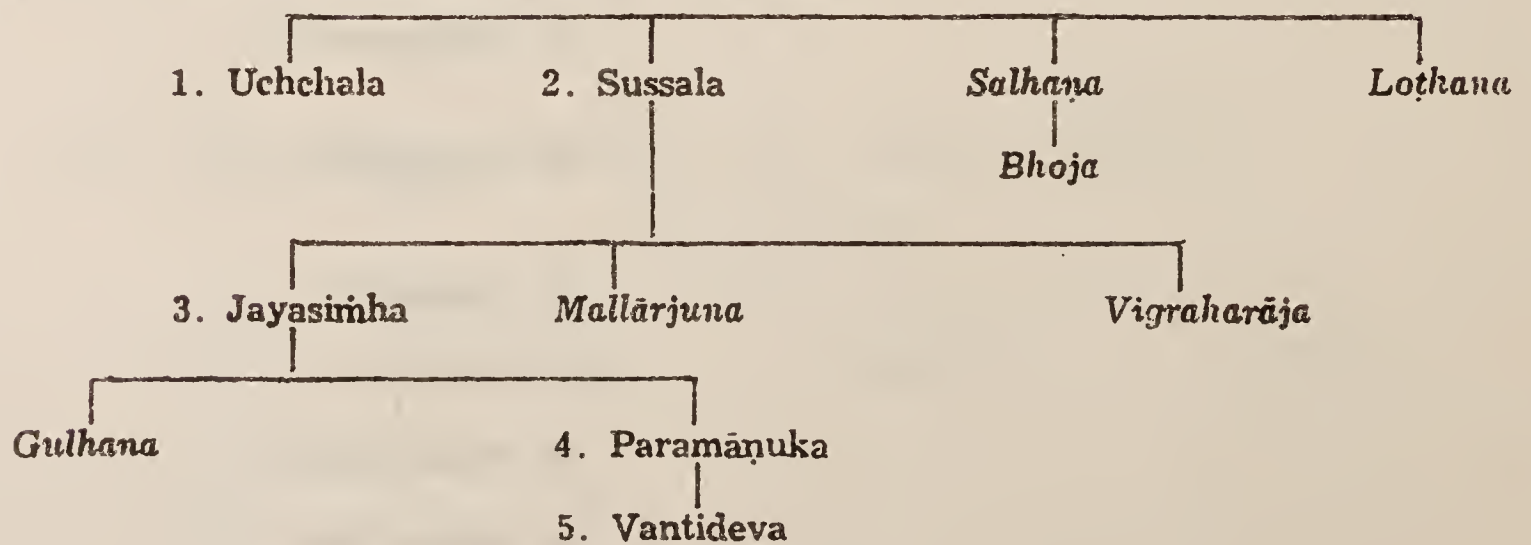 1. Uchchala 2. Sussala Salhaṇa Loṭhana
Bhoja
3. Jayasiṁha Mallārjuna Vigraharāja
Gulhana 4. Paramāṇuka
5. Vantideva